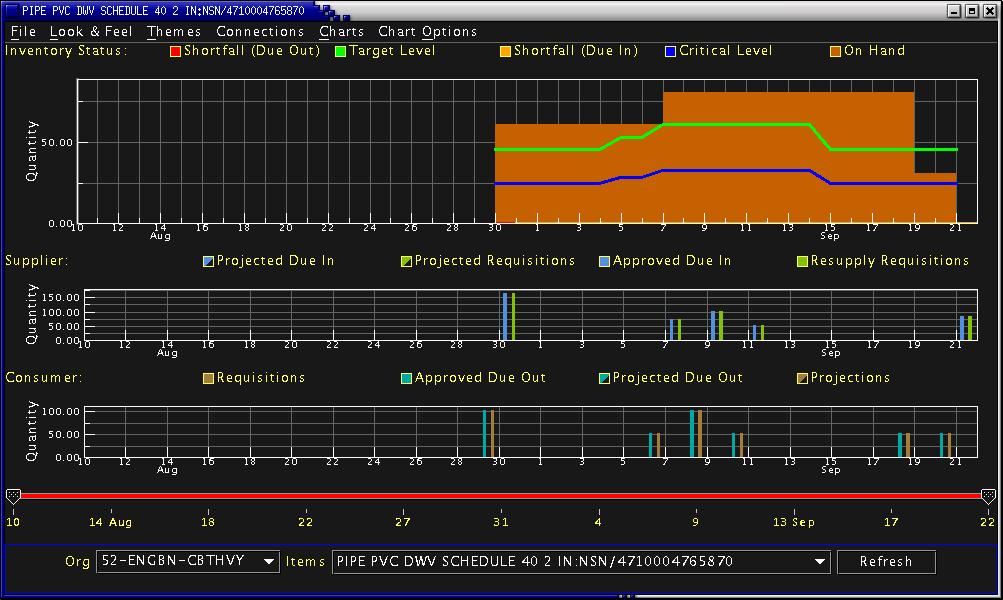 PIPE PVC DWV SCHEDULE 40 2 IN:NSN/4710004765870
File Look & Feel Themes Connections Charts Chart Options
Inventory Status: Shortfall (Due Out) Target Level Shortfall (Due In) Critical Level On Hand
Quantity
50.00
0.00
10 12 14 16 18 20 22 24 26 28 30 1 3 5 7 9 11 13 15 17 19 21
Aug Sep
Supplier: Projected Due In Projected Requisitions Approved Due In Resupply Requisitions
Quantity
150.00
100.00
50.00
0.00
10 12 14 16 18 20 22 24 26 28 30 1 3 5 7 9 11 13 15 17 19 21
Aug Sep
Consumer: Requisitions Approved Due Out Projected Due Out Projections
Quantity
100.00
50.00
0.00
10 12 14 16 18 20 22 24 26 28 30 1 3 5 7 9 11 13 15 17 19 21
Aug Sep
10 14 Aug 18 22 27 31 4 9 13 Sep 17 22
Org 52-ENGBN-CBTHVY Items PIPE PVC DWV SCHEDULE 40 2 IN:NSN/4710004765870 Refresh